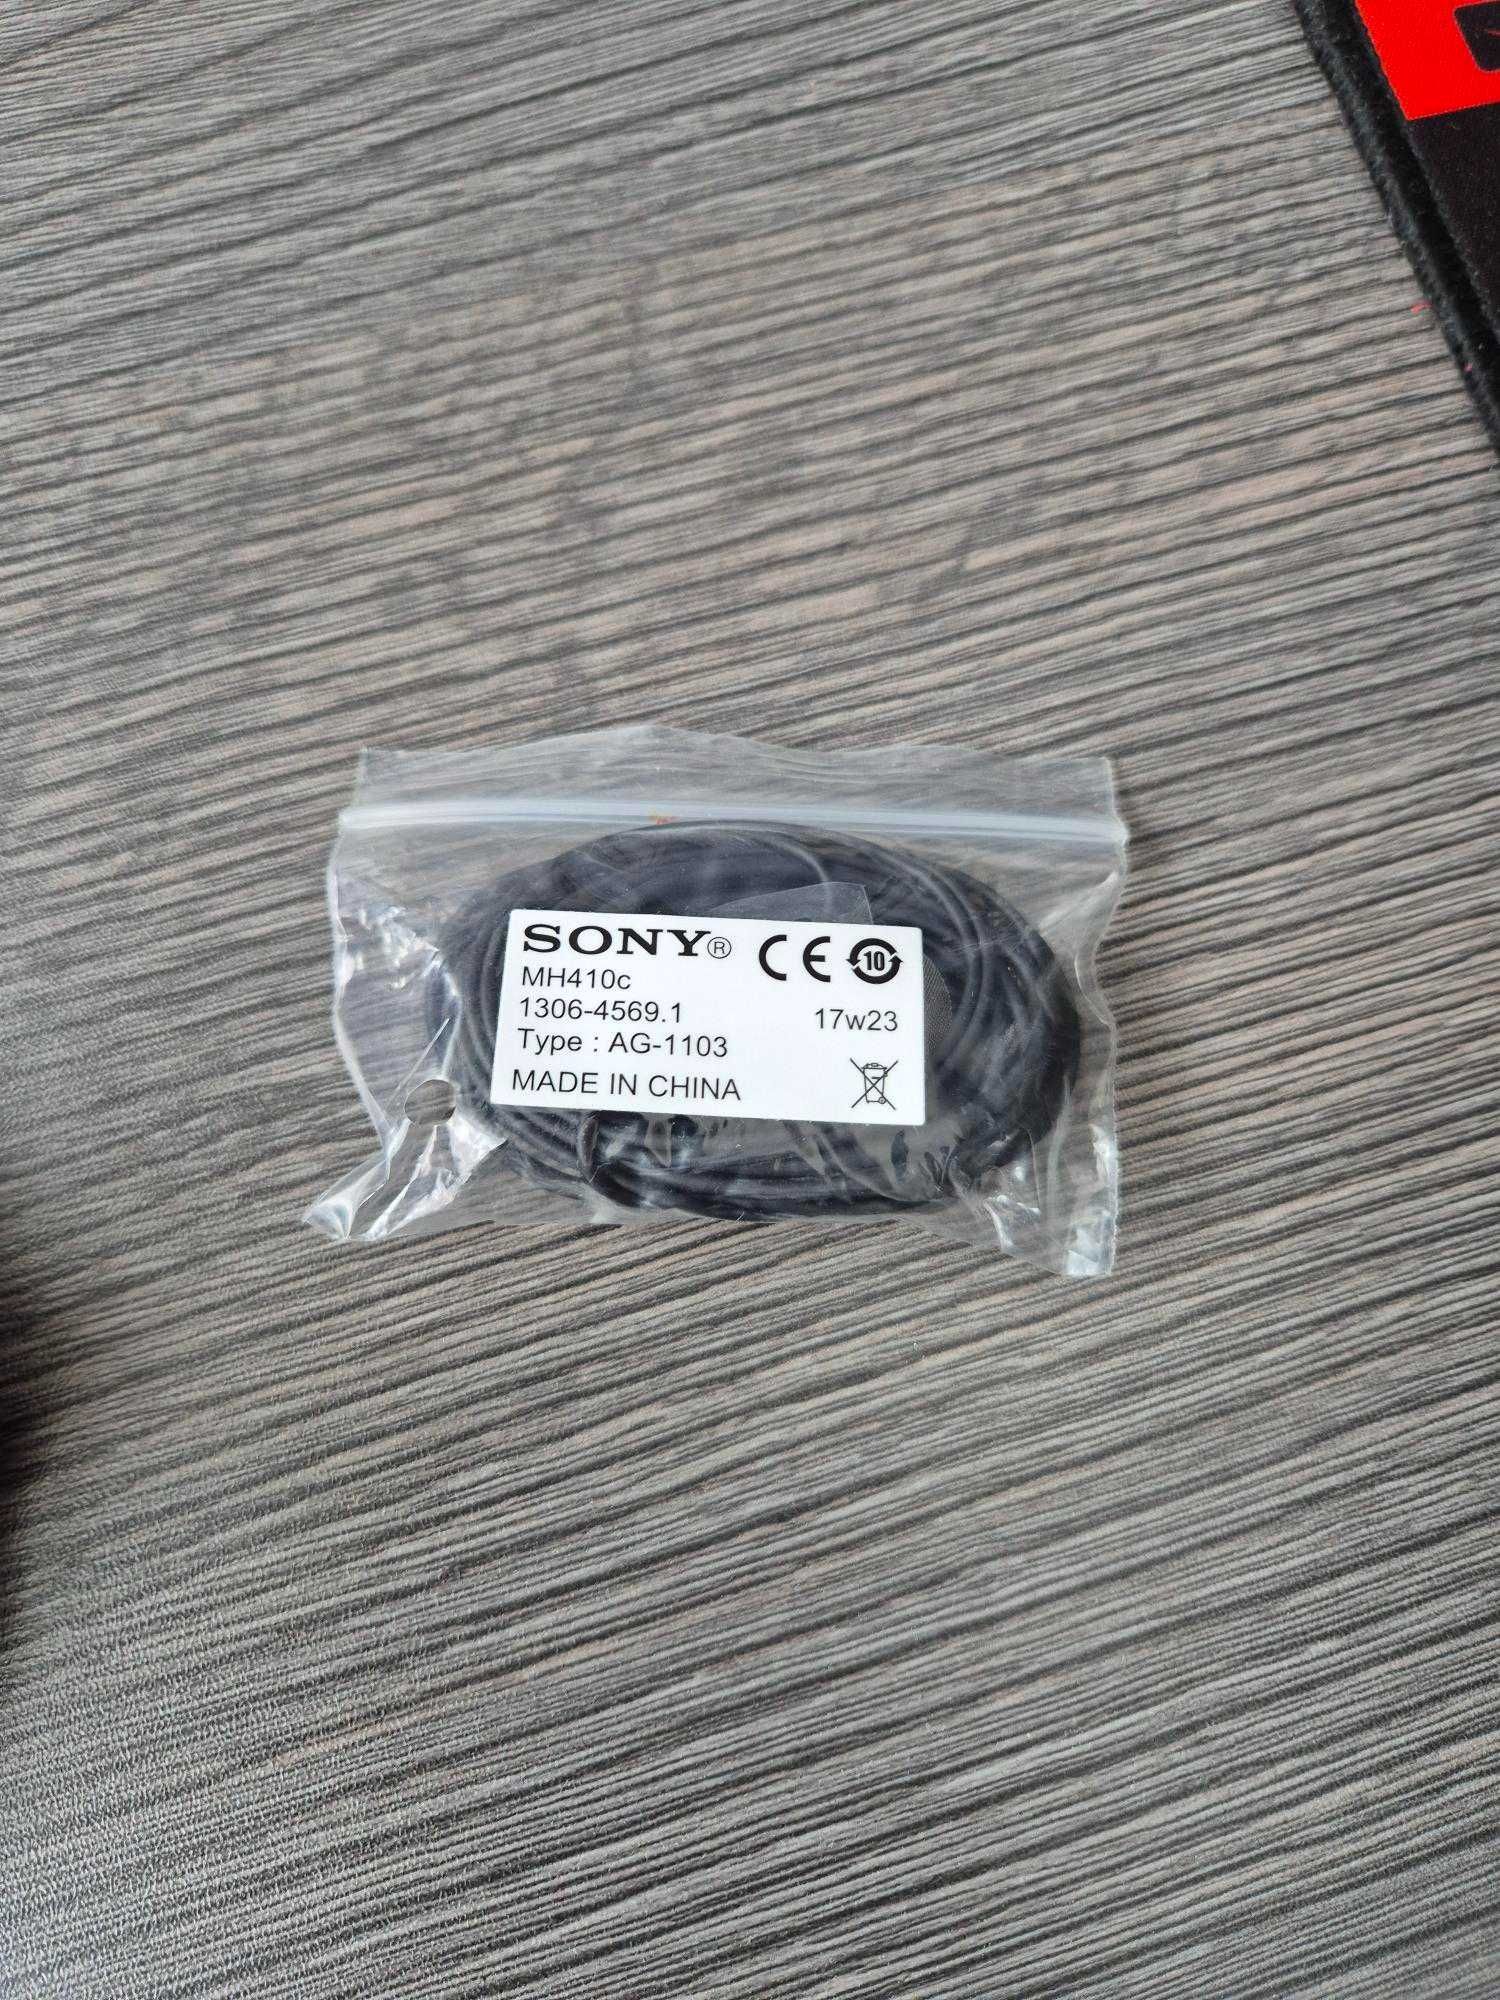 SONY® CE 10
MH410c
1306-4569.1 17w23
Type : AG-1103
MADE IN CHINA